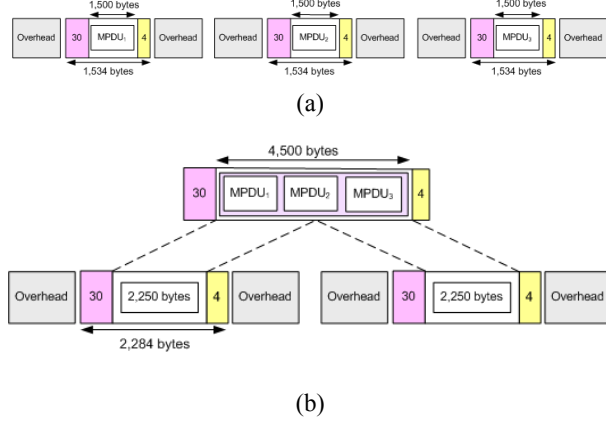 1,500 bytes 1,500 bytes 1,500 bytes
Overhead 30 MPDU1 4 Overhead Overhead 30 MPDU2 4 Overhead Overhead 30 MPDU3 4 Overhead
1,534 bytes 1,534 bytes 1,534 bytes
(a)
4,500 bytes
30 MPDU1 MPDU2 MPDU3 4
Overhead 30 2,250 bytes 4 Overhead Overhead 30 2,250 bytes 4 Overhead
2,284 bytes
(b)